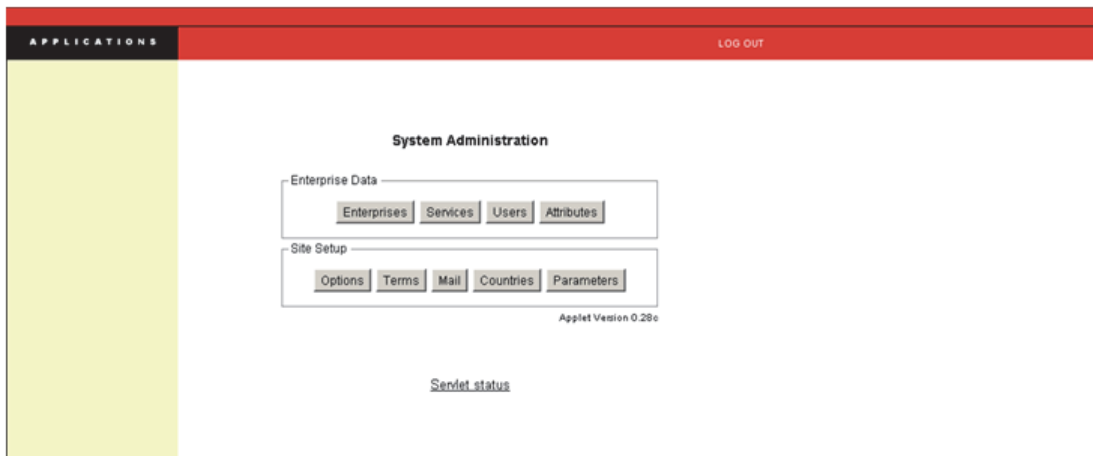 APPLICATIONS
LOG OUT
System Administration
Enterprise Data
Enterprises Services Users Attributes
Site Setup
Options Terms Mail Countries Parameters
Applet Version 0.28c
Servlet status